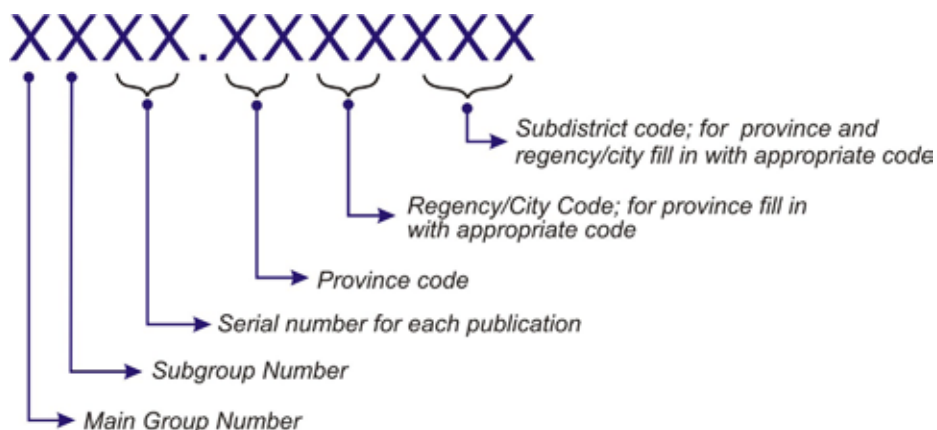 XXXX.XXXXXXX
Subdistrict code; for province and
regency/city fill in with appropriate code
Regency/City Code; for province fill in
with appropriate code
Province code
Serial number for each publication
Subgroup Number
Main Group Number